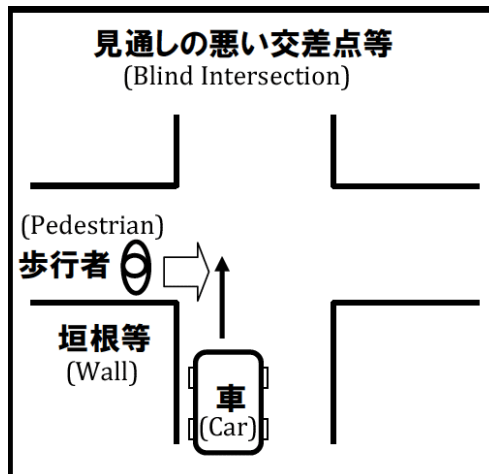 見通しの悪い交差点等
(Blind Intersection)
(Pedestrian)
歩行者
垣根等
(Wall)
車
(Car)